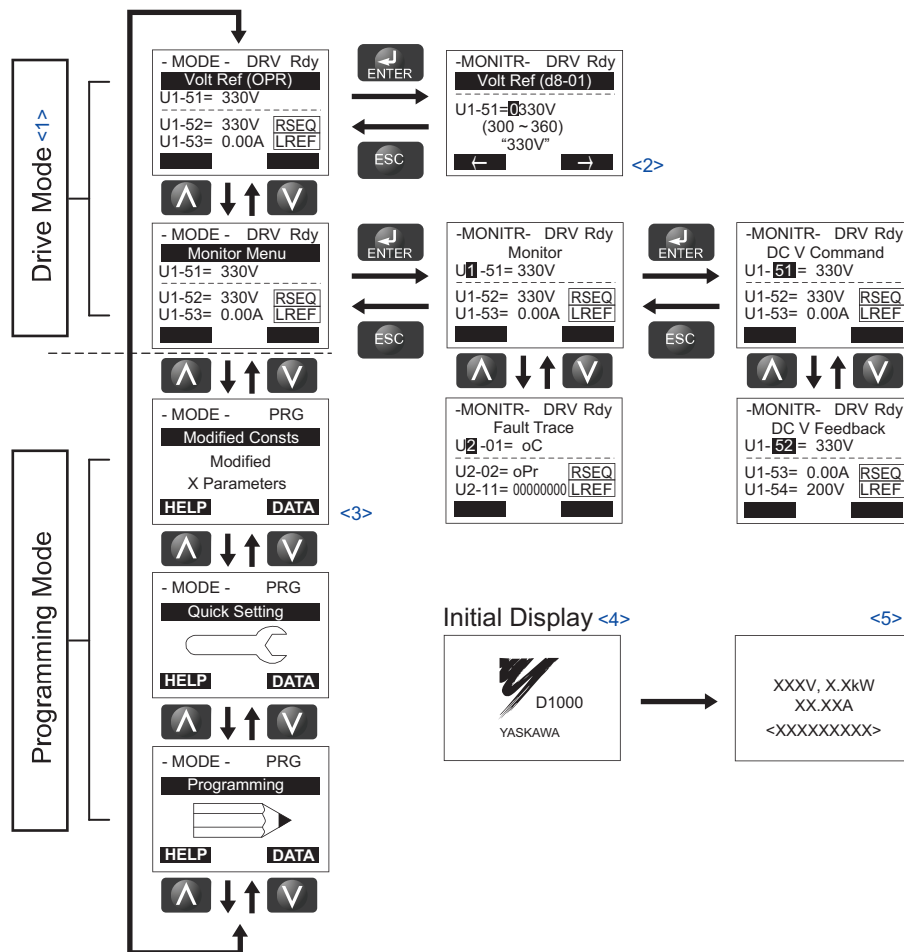 Drive Mode <1>
- MODE - DRV Rdy
Volt Ref (OPR)
U1-51= 330V
U1-52= 330V RSEQ
U1-53= 0.00A LREF
ENTER
ESC
-MONITR- DRV Rdy
Volt Ref (d8-01)
U1-51=0330V
(300 ~ 360)
“330V”
← →
<2>
- MODE - DRV Rdy
Monitor Menu
U1-51= 330V
U1-52= 330V RSEQ
U1-53= 0.00A LREF
ENTER
ESC
-MONITR- DRV Rdy
Monitor
U1 -51= 330V
U1-52= 330V RSEQ
U1-53= 0.00A LREF
ENTER
ESC
-MONITR- DRV Rdy
DC V Command
U1- 51 = 330V
U1-52= 330V RSEQ
U1-53= 0.00A LREF
-MONITR- DRV Rdy
Fault Trace
U2 -01= oC
U2-02= oPr RSEQ
U2-11= 00000000 LREF
-MONITR- DRV Rdy
DC V Feedback
U1- 52 = 330V
U1-53= 0.00A RSEQ
U1-54= 200V LREF
Programming Mode
- MODE - PRG
Modified Consts
Modified
X Parameters
HELP DATA
<3>
- MODE - PRG
Quick Setting
HELP DATA
- MODE - PRG
Programming
HELP DATA
Initial Display <4>
D1000
YASKAWA
<5>
XXXV, X.XkW
XX.XXA
<XXXXXXXXX>